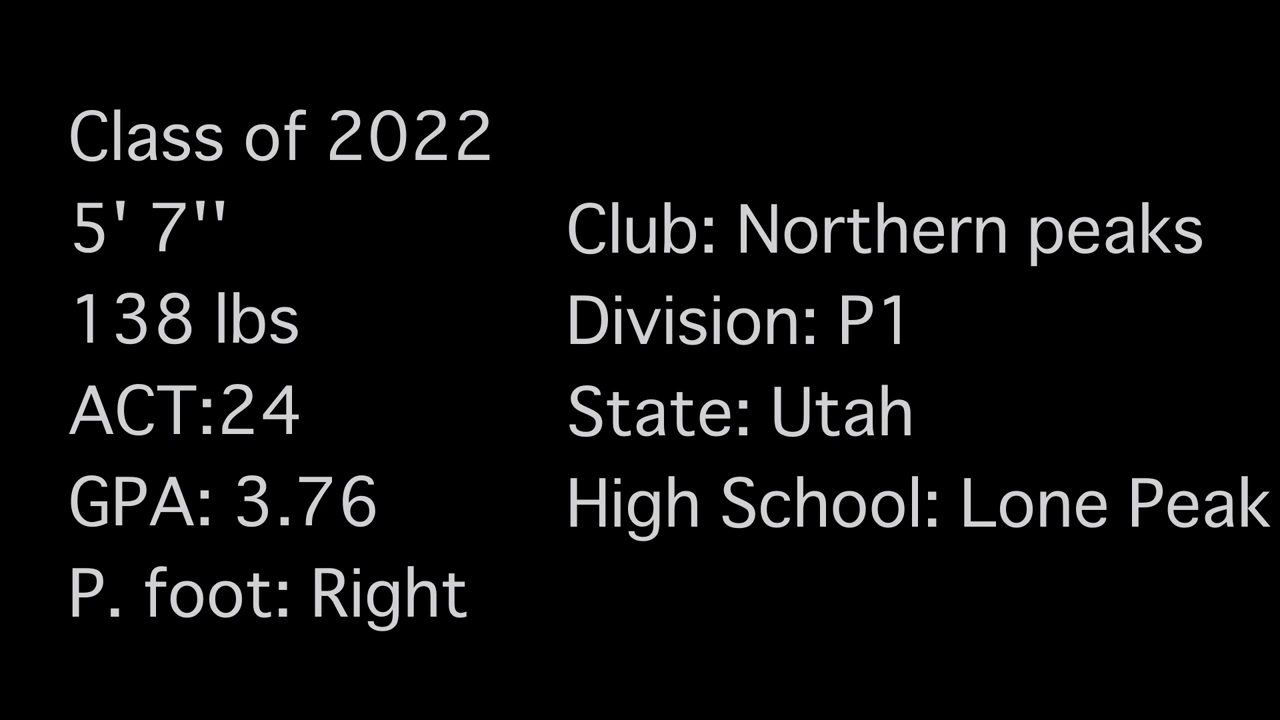 Class of 2022
5' 7''
138 lbs
ACT:24
GPA: 3.76
P. foot: Right
Club: Northern peaks
Division: P1
State: Utah
High School: Lone Peak